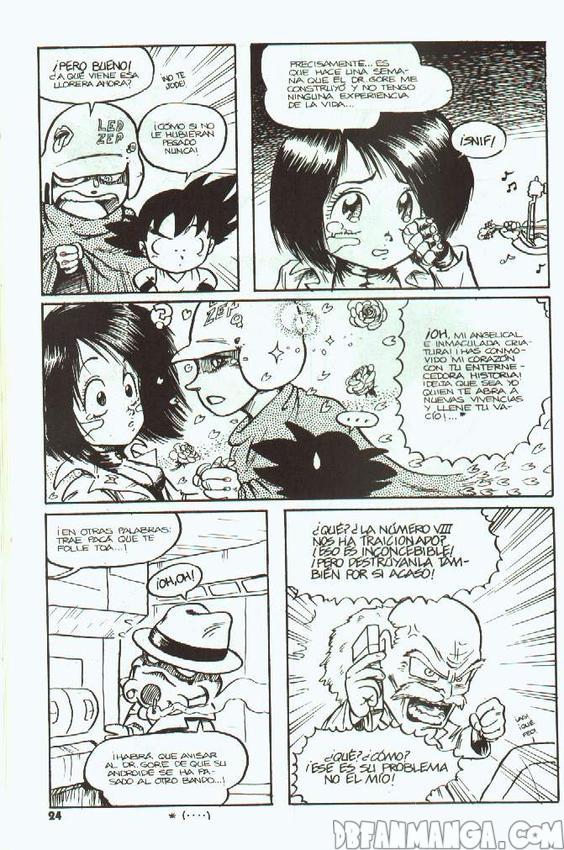 ¡PERO BUENO!
¿A QUÉ VIENE ESA
LLORERA AHORA?
¡NO TE
JODE!
¡CÓMO SI NO
LE HUBIERAN
PEGADO
NUNCA!
LED
ZEP
PRECISAMENTE... ES
QUE HACE UNA SEMA-
NA QUE EL DR. GORE ME
CONSTRUYÓ Y NO TENGO
NINGUNA EXPERIENCIA
DE LA VIDA...
¡SNIF!
?
ZEP
¡OH, MI ANGELICAL
E INMACULADA CRIA-
TURA! ¡HAS CONMO-
VIDO MI CORAZÓN
CON TU ENTERNE-
CEDORA HISTORIA!
¡DEJA QUE SEA YO
QUIEN TE ABRA A
NUEVAS VIVENCIAS
Y LLENE TU VA-
CÍO!...*
...
¡EN OTRAS PALABRAS:
TRAE PACÁ QUE TE
FOLLE TOA...!
¡OH, OH!
¡HABRÁ QUE AVISAR
AL DR. GORE DE QUE SU
ANDROIDE SE HA PA-
SADO AL OTRO BANDO...!
¿QUÉ? ¿LA NÚMERO VIII
NOS HA TRAICIONADO?
¡ESO ES INCONCEBIBLE!
¡PERO DESTRÚYANLA TAM-
BIÉN POR SI ACASO!
¡QUÉ
FEO!
¿QUÉ? ¿CÓMO?
¡ESE ES SU PROBLEMA
NO EL MÍO!
24
* (····)
DBFANMANGA.COM